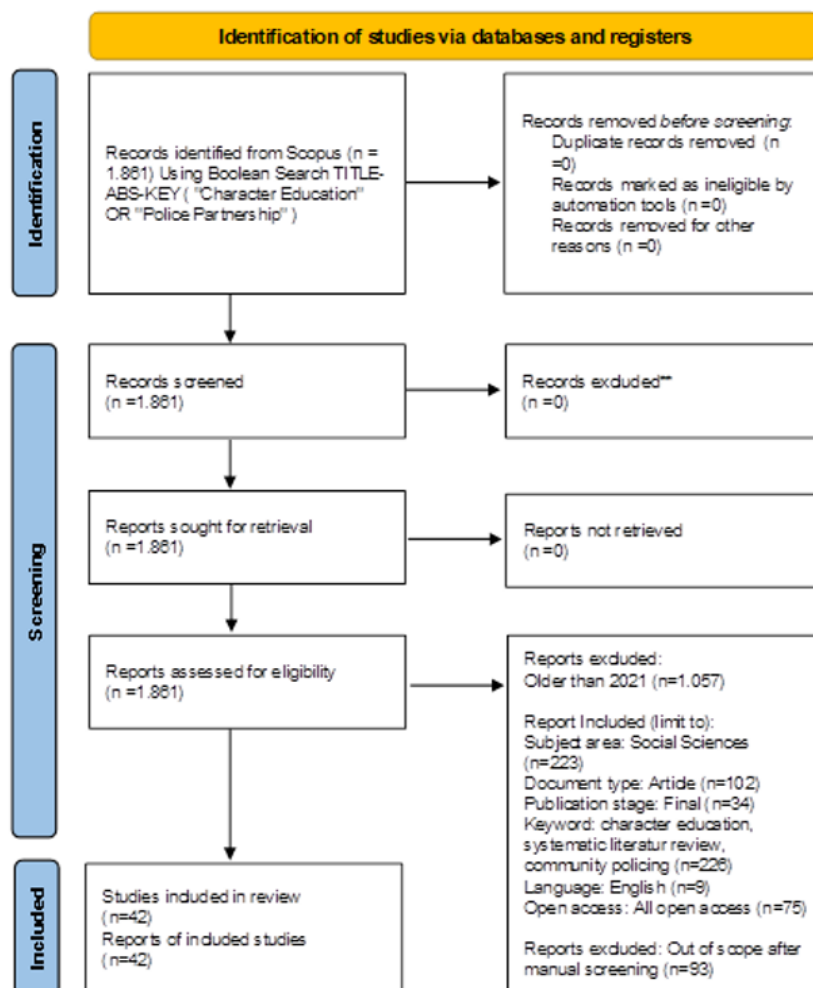 Identification of studies via databases and registers
Identification
Records identified from Scopus (n =
1.861) Using Boolean Search TITLE-
ABS-KEY ( "Character Education"
OR "Police Partnership" )
Records removed before screening:
Duplicate records removed (n
=0)
Records marked as ineligible by
automation tools (n =0)
Records removed for other
reasons (n =0)
Screening
Records screened
(n =1.861)
Records excluded**
(n =0)
Reports sought for retrieval
(n =1.861)
Reports not retrieved
(n =0)
Reports assessed for eligibility
(n =1.861)
Reports excluded:
Older than 2021 (n=1.057)
Report Included (limit to):
Subject area: Social Sciences
(n=223)
Document type: Article (n=102)
Publication stage: Final (n=34)
Keyword: character education,
systematic literatur review,
community policing (n=226)
Language: English (n=9)
Open access: All open access (n=75)
Reports excluded: Out of scope after
manual screening (n=93)
Included
Studies included in review
(n=42)
Reports of included studies
(n=42)